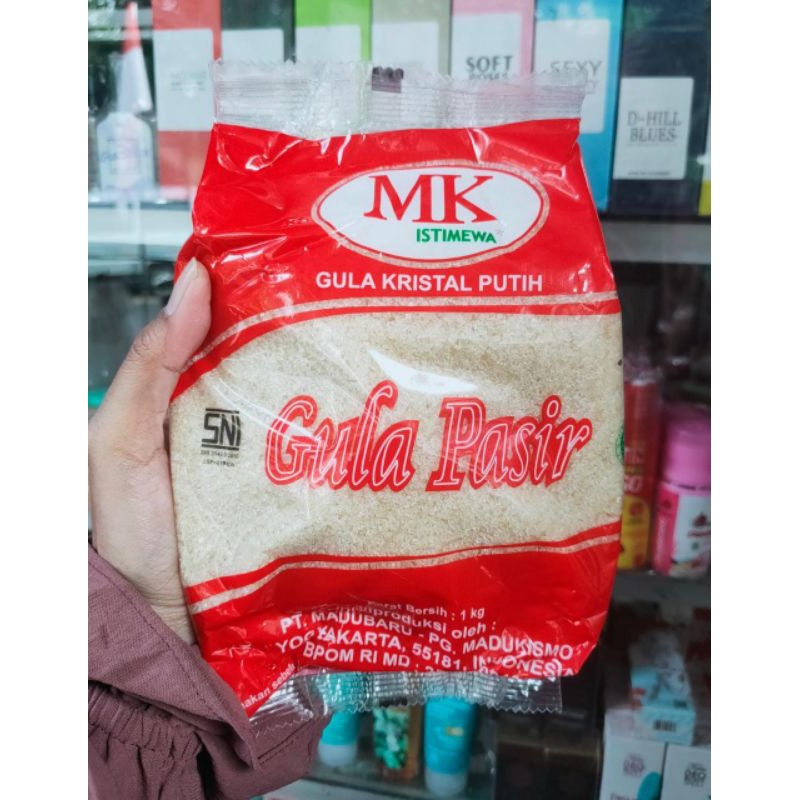 SOFT
SEXY
D-HILL
BLUES
MK
ISTIMEWA
GULA KRISTAL PUTIH
SNI
Gula Pasir
Berat Bersih : 1 kg
Diproduksi oleh :
PT. MADUBARU - PG. MADUKISMO
YOGYAKARTA, 55181, INDONESIA
BPOM RI MD :